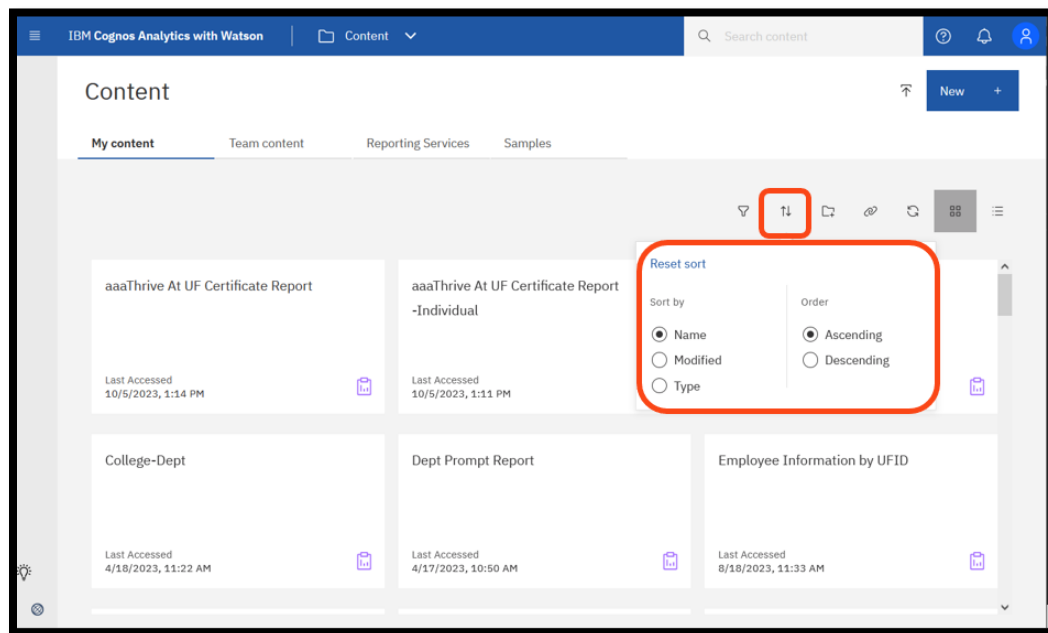 IBM Cognos Analytics with Watson
Content
Search content
Content
New +
My content
Team content
Reporting Services
Samples
Reset sort
Sort by
Order
Name
Ascending
Modified
Descending
Type
aaaThrive At UF Certificate Report
Last Accessed
10/5/2023, 1:14 PM
aaaThrive At UF Certificate Report
-Individual
Last Accessed
10/5/2023, 1:11 PM
College-Dept
Last Accessed
4/18/2023, 11:22 AM
Dept Prompt Report
Last Accessed
4/17/2023, 10:50 AM
Employee Information by UFID
Last Accessed
8/18/2023, 11:33 AM